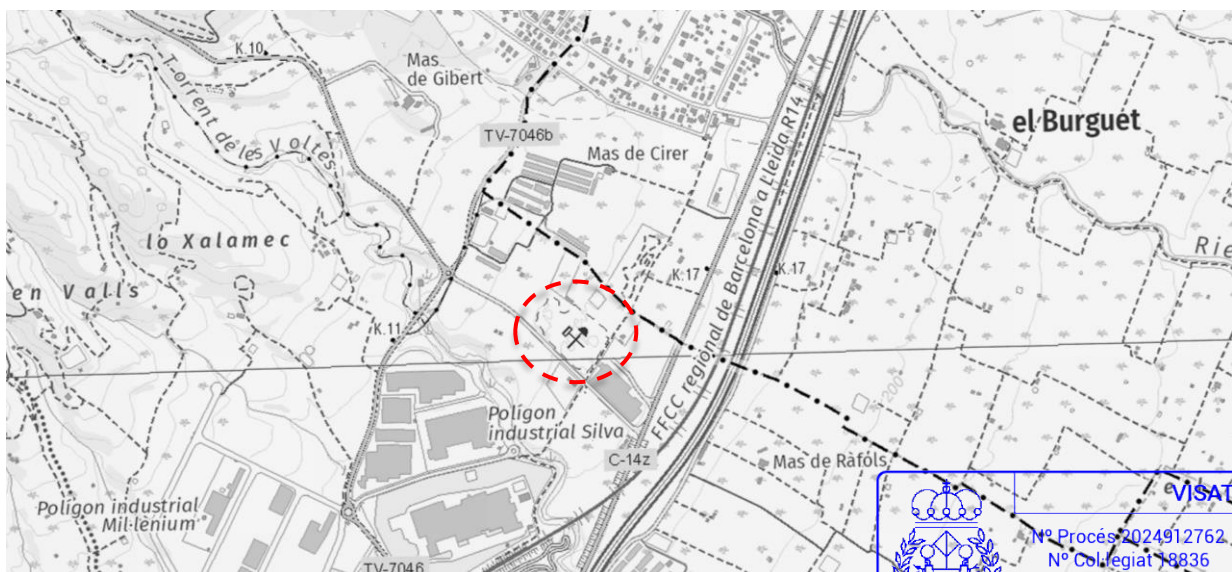 K.10
Mas
de Gibert
Torrent de les Voltes
TV-7046b
Mas de Cirer
el Burguet
lo Xalamec
en Valls
K.17
K.17
FFCC regional de Barcelona a Lleida R14
Rie
K.11
200
Polígon
industrial Silva
C-14z
Mas de Ràfols
Polígon industrial
Mil·lènium
TV-7046
VISAT
Nº Procés 2024912762
Nº Col·legiat 18836